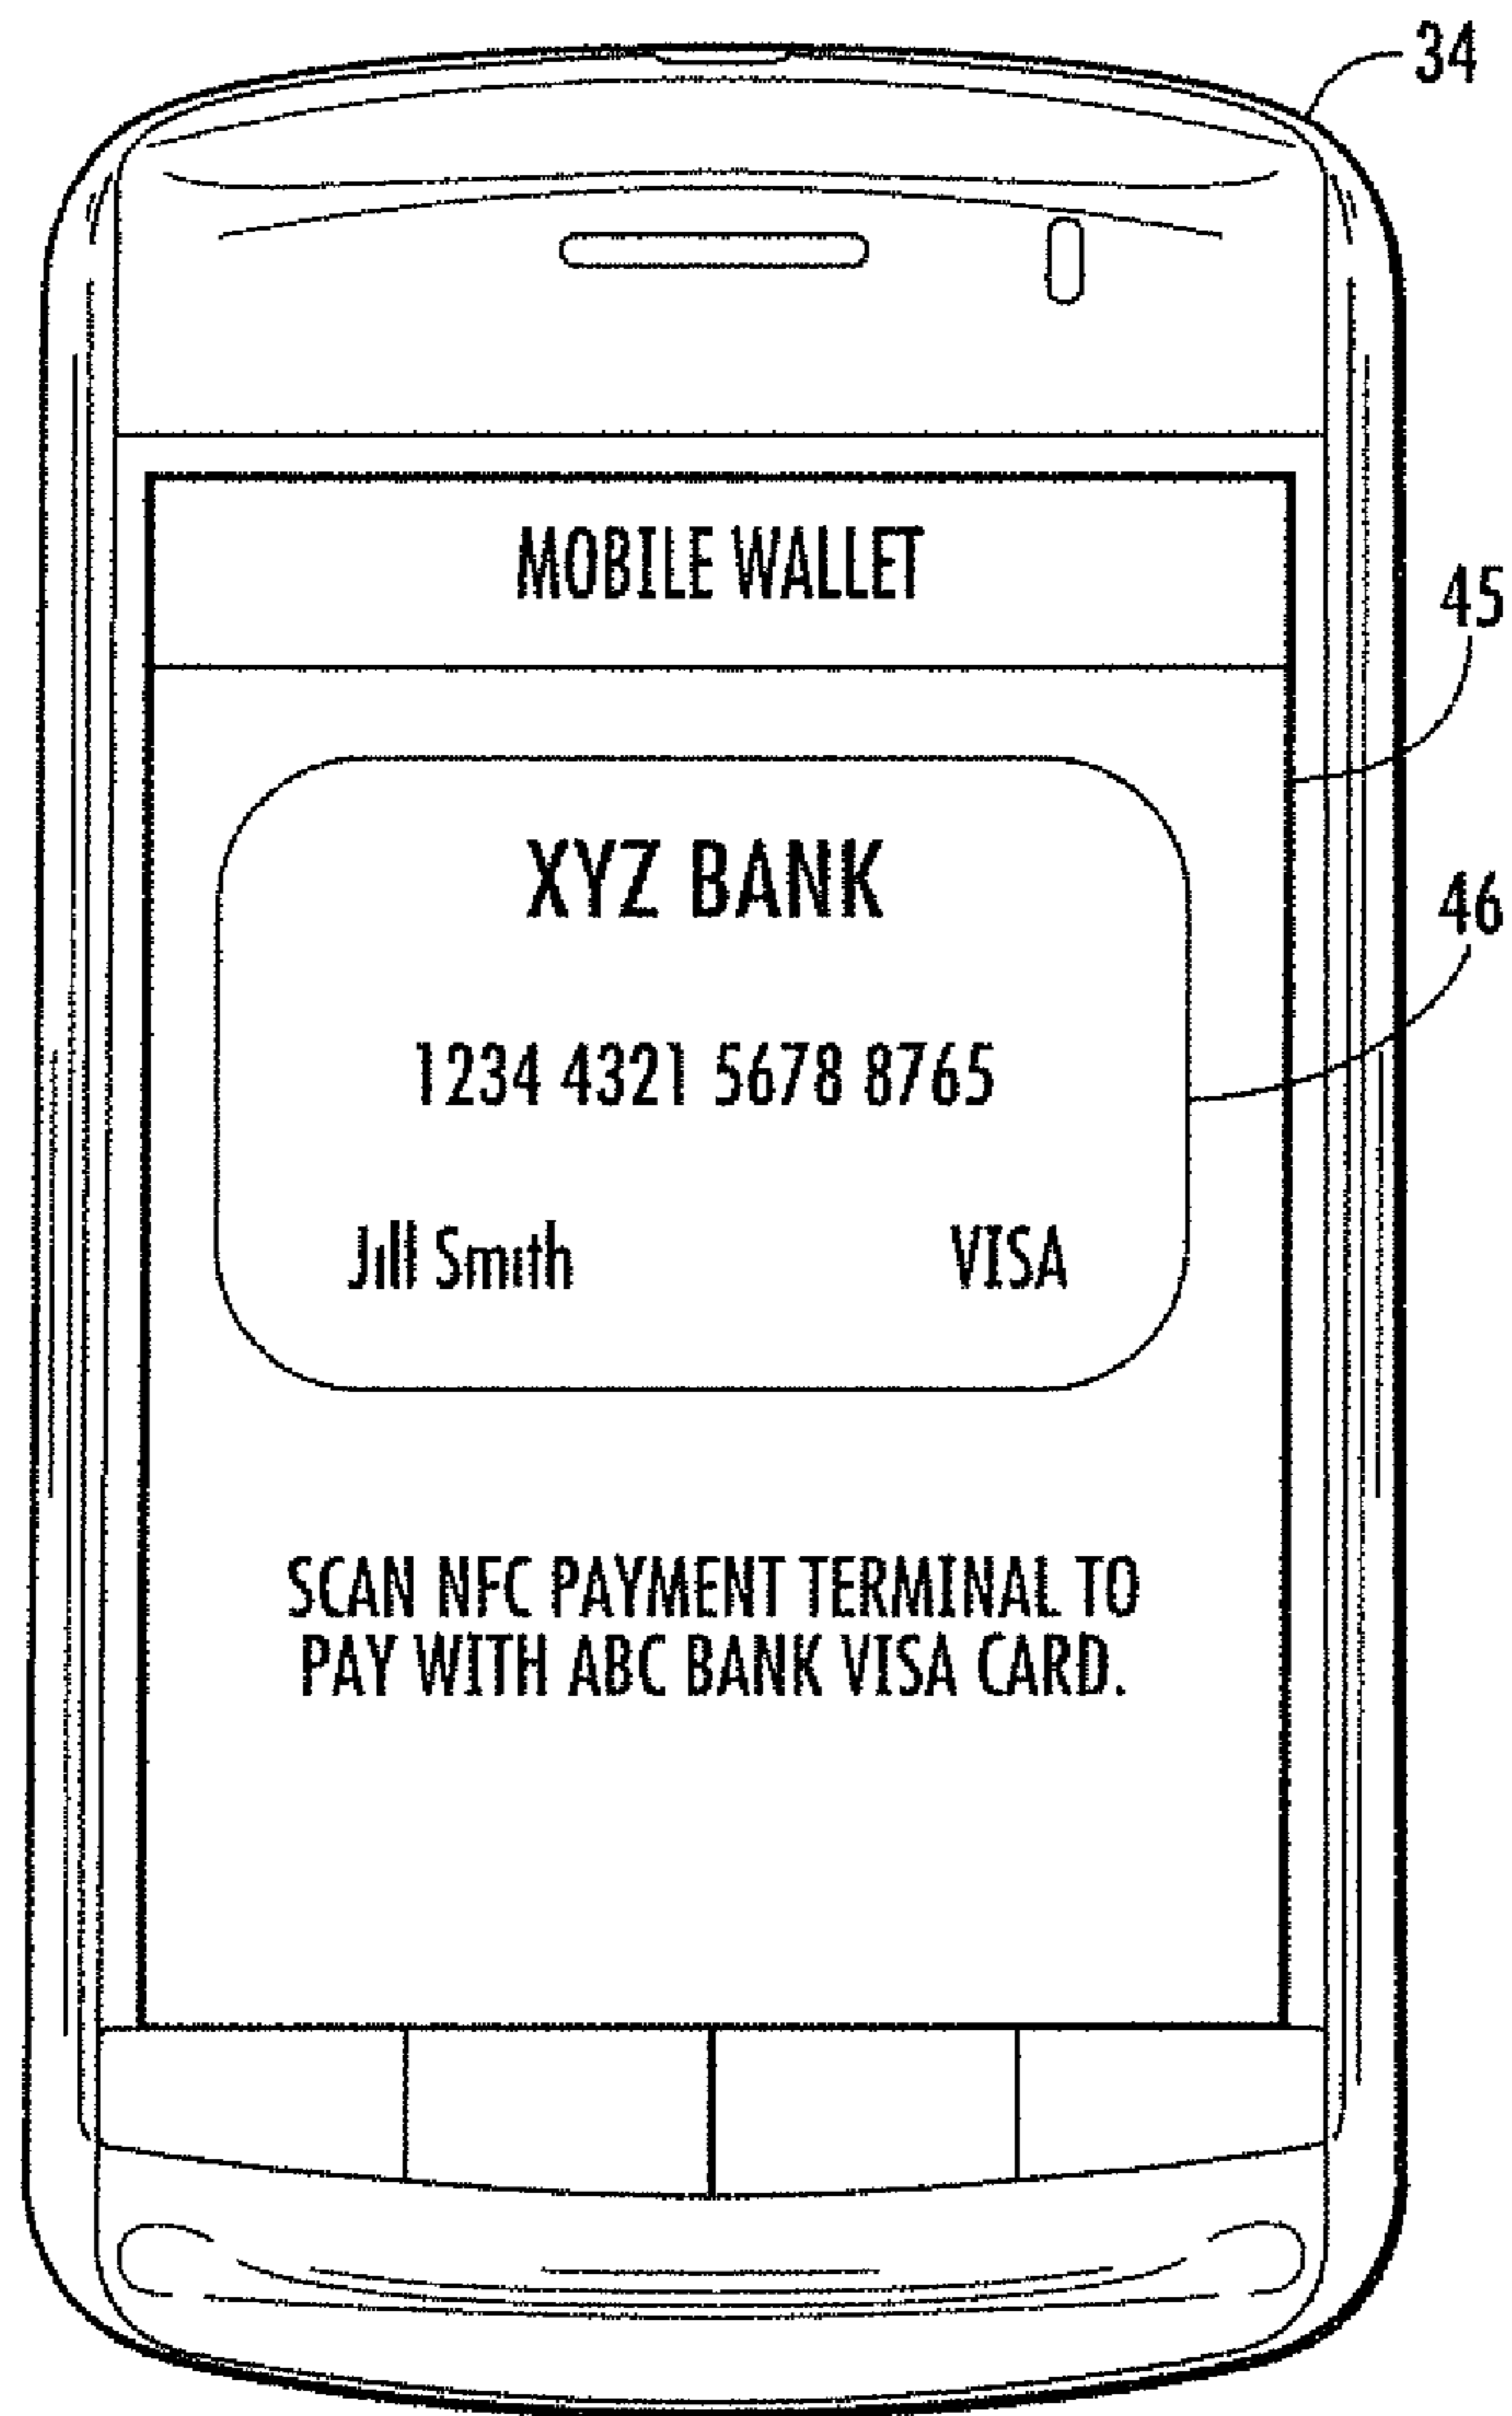 34
MOBILE WALLET
45
XYZ BANK
46
1234 4321 5678 8765
Jill Smith VISA
SCAN NFC PAYMENT TERMINAL TO
PAY WITH ABC BANK VISA CARD.